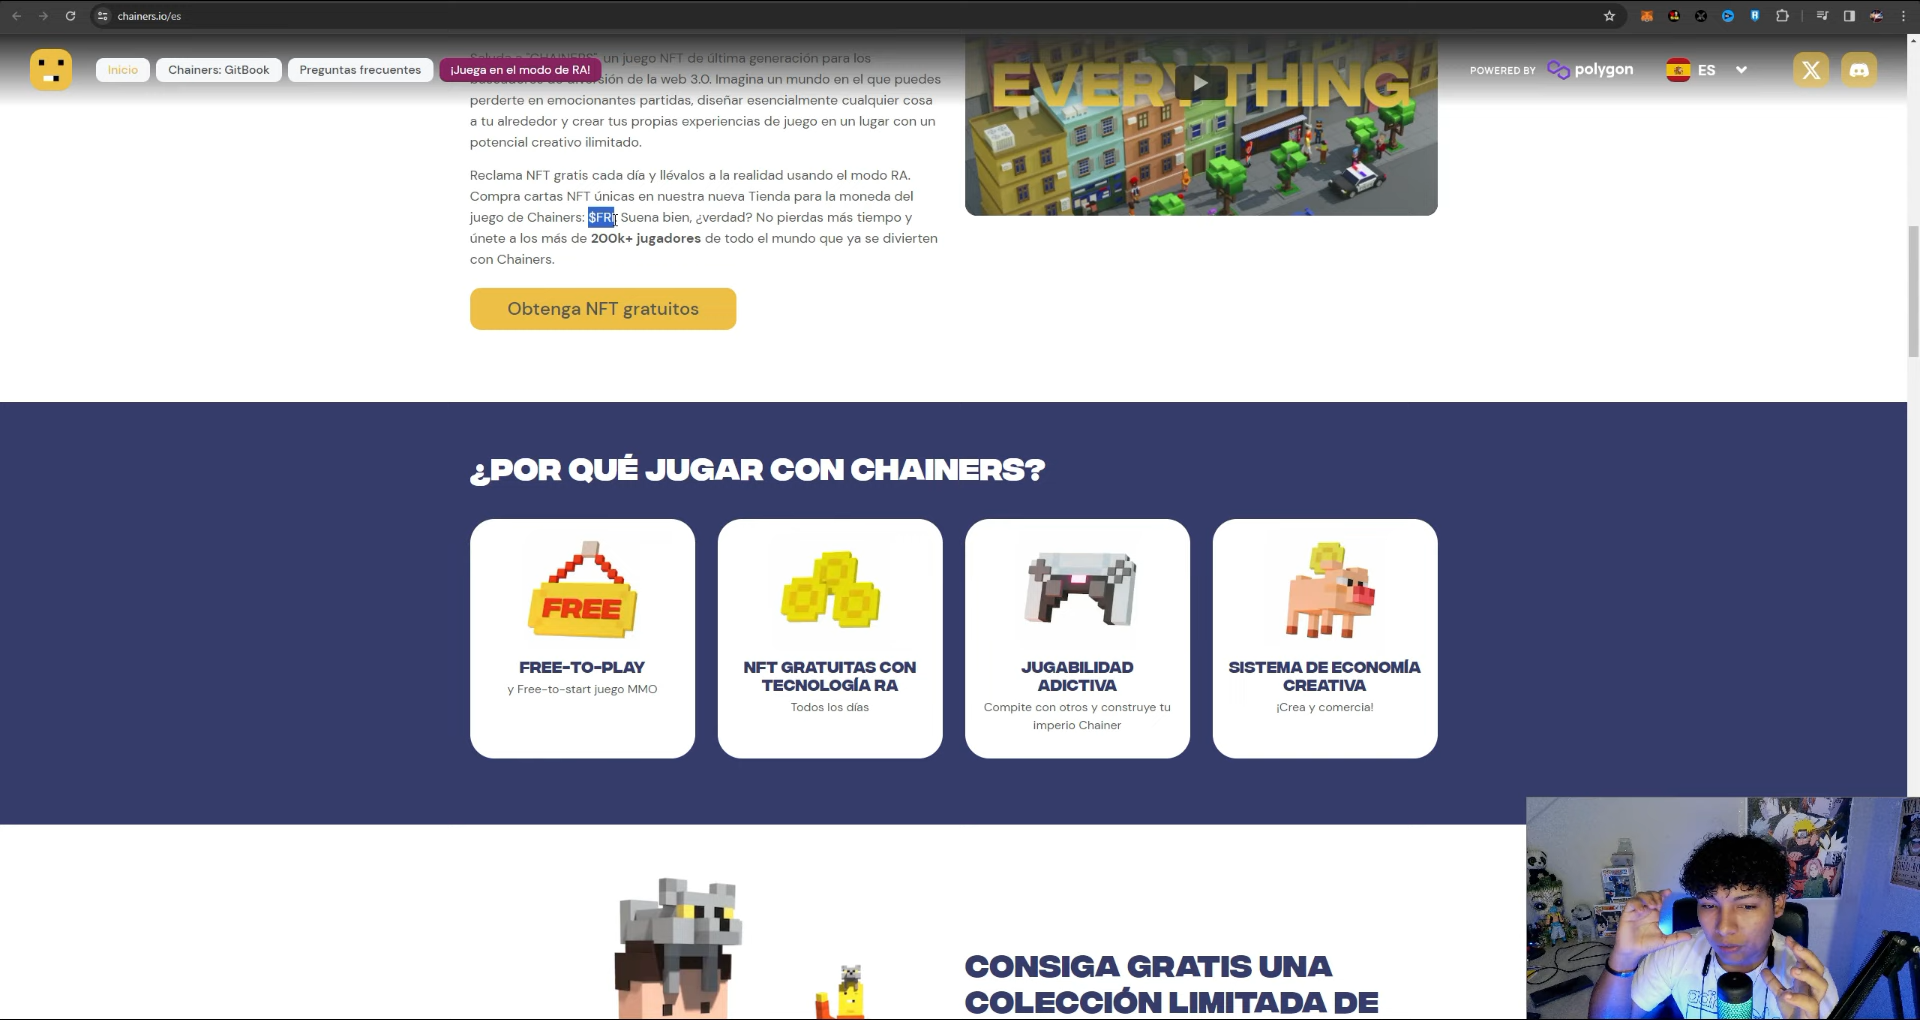 chainers.io/es
Inicio
Chainers: GitBook
Preguntas frecuentes
¡Juega en el modo de RA!
POWERED BY
polygon
ES
"CHAINERS", un juego NFT de última generación para los
de la web 3.0. Imagina un mundo en el que puedes
perderte en emocionantes partidas, diseñar esencialmente cualquier cosa
a tu alrededor y crear tus propias experiencias de juego en un lugar con un
potencial creativo ilimitado.
Reclama NFT gratis cada día y llévalos a la realidad usando el modo RA.
Compra cartas NFT únicas en nuestra nueva Tienda para la moneda del
juego de Chainers: $FRI Suena bien, ¿verdad? No pierdas más tiempo y
únete a los más de 200k+ jugadores de todo el mundo que ya se divierten
con Chainers.
Obtenga NFT gratuitos
EVERYTHING
¿POR QUÉ JUGAR CON CHAINERS?
FREE
FREE-TO-PLAY
y Free-to-start juego MMO
NFT GRATUITAS CON
TECNOLOGÍA RA
Todos los días
JUGABILIDAD
ADICTIVA
Compite con otros y construye tu
imperio Chainer
SISTEMA DE ECONOMÍA
CREATIVA
¡Crea y comercia!
CONSIGA GRATIS UNA
COLECCIÓN LIMITADA DE